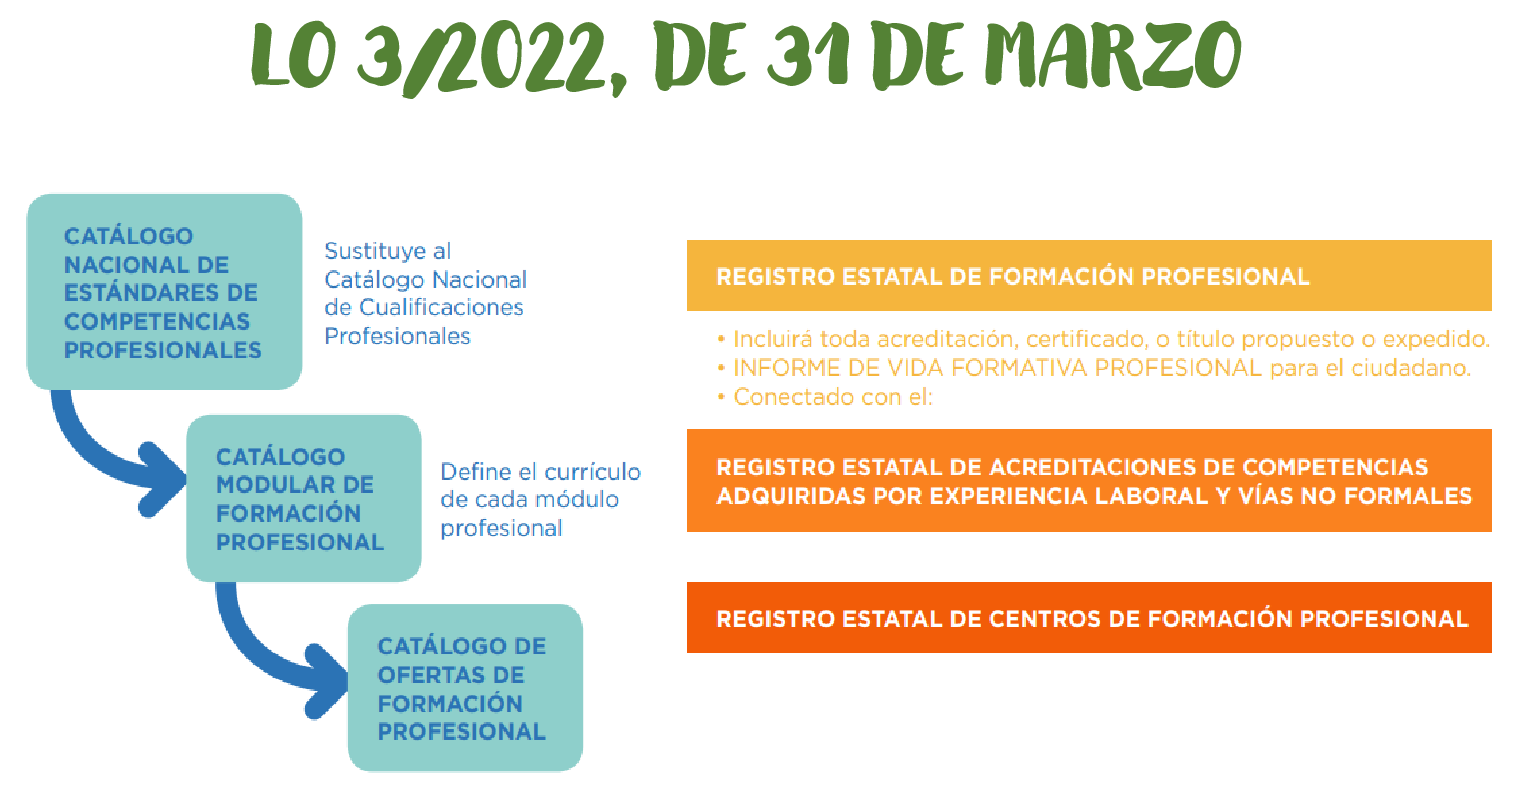 LO 3/2022, DE 31 DE MARZO
CATÁLOGO
NACIONAL DE
ESTÁNDARES DE
COMPETENCIAS
PROFESIONALES
Sustituye al
Catálogo Nacional
de Cualificaciones
Profesionales
CATÁLOGO
MODULAR DE
FORMACIÓN
PROFESIONAL
Define el currículo
de cada módulo
profesional
CATÁLOGO DE
OFERTAS DE
FORMACIÓN
PROFESIONAL
REGISTRO ESTATAL DE FORMACIÓN PROFESIONAL
• Incluirá toda acreditación, certificado, o título propuesto o expedido.
• INFORME DE VIDA FORMATIVA PROFESIONAL para el ciudadano.
• Conectado con el:
REGISTRO ESTATAL DE ACREDITACIONES DE COMPETENCIAS
ADQUIRIDAS POR EXPERIENCIA LABORAL Y VÍAS NO FORMALES
REGISTRO ESTATAL DE CENTROS DE FORMACIÓN PROFESIONAL